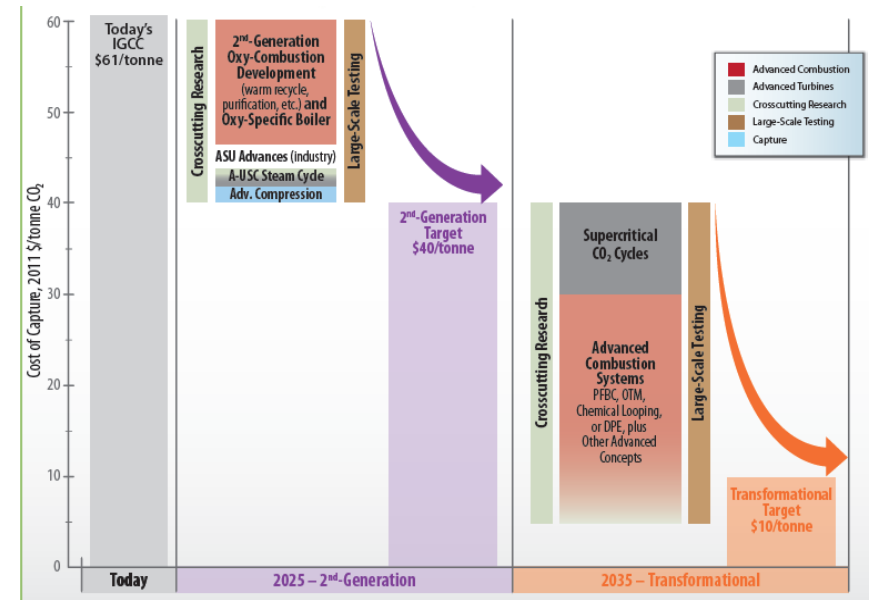 Cost of Capture, 2011 $/tonne CO2
60
50
40
30
20
10
0
Today's
IGCC
$61/tonne
Crosscutting Research
2nd-Generation
Oxy-Combustion
Development
(warm recycle,
purification, etc.) and
Oxy-Specific Boiler
ASU Advances (industry)
A-USC Steam Cycle
Adv. Compression
Large-Scale Testing
2nd-Generation
Target
$40/tonne
Crosscutting Research
Supercritical
CO2 Cycles
Advanced
Combustion
Systems
PFBC, OTM,
Chemical Looping,
or DPE, plus
Other Advanced
Concepts
Large-Scale Testing
Transformational
Target
$10/tonne
Advanced Combustion
Advanced Turbines
Crosscutting Research
Large-Scale Testing
Capture
Today
2025 – 2nd-Generation
2035 – Transformational